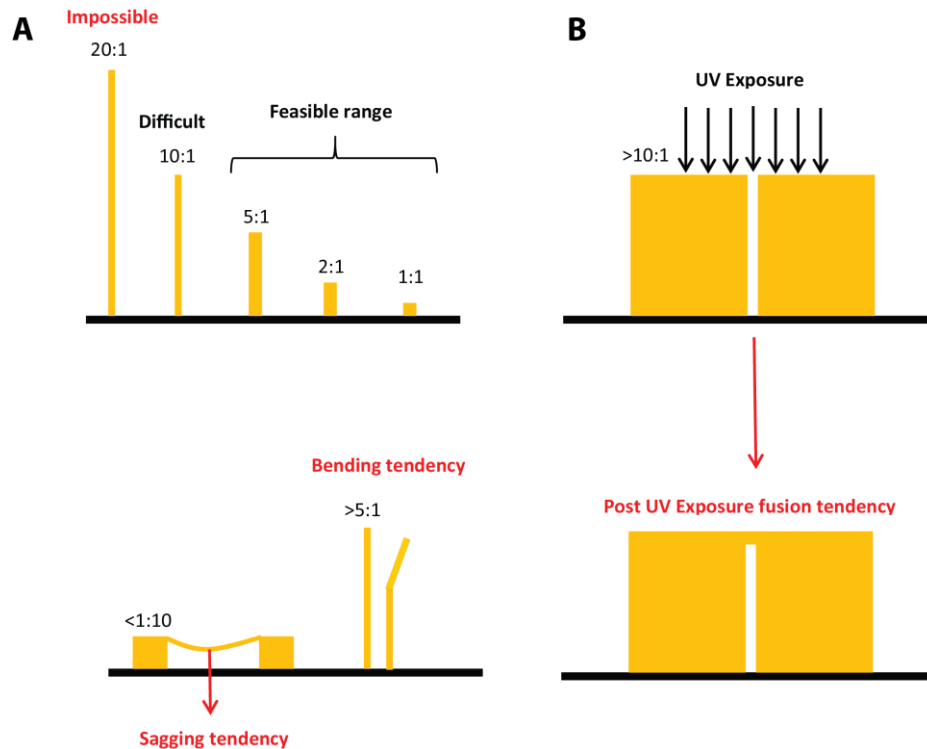 A
Impossible
20:1
Difficult
10:1
Feasible range
5:1
2:1
1:1
Bending tendency
>5:1
<1:10
Sagging tendency
B
UV Exposure
>10:1
Post UV Exposure fusion tendency